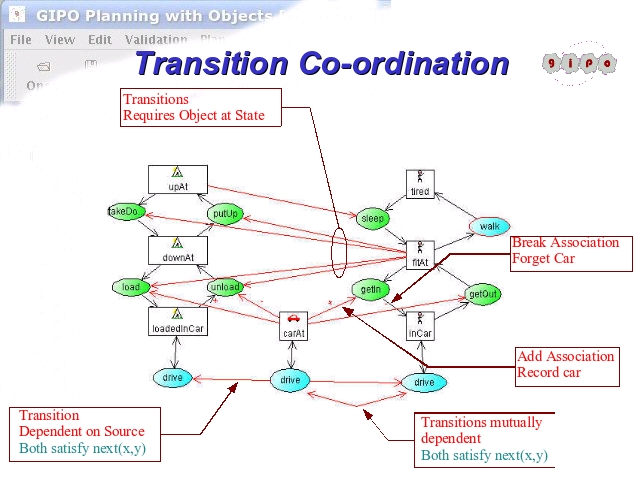 GIPO Planning with Objects
File View Edit Validation
Transition Co-ordination
gipo
Transitions
Requires Object at State
upAt
tired
takeDo.
putUp
sleep
walk
downAt
fitAt
Break Association
Forget Car
load
unload
getIn
getOut
+
-
+
loadedInCar
carAt
inCar
Add Association
Record car
drive
drive
drive
Transition
Dependent on Source
Both satisfy next(x,y)
Transitions mutually
dependent
Both satisfy next(x,y)